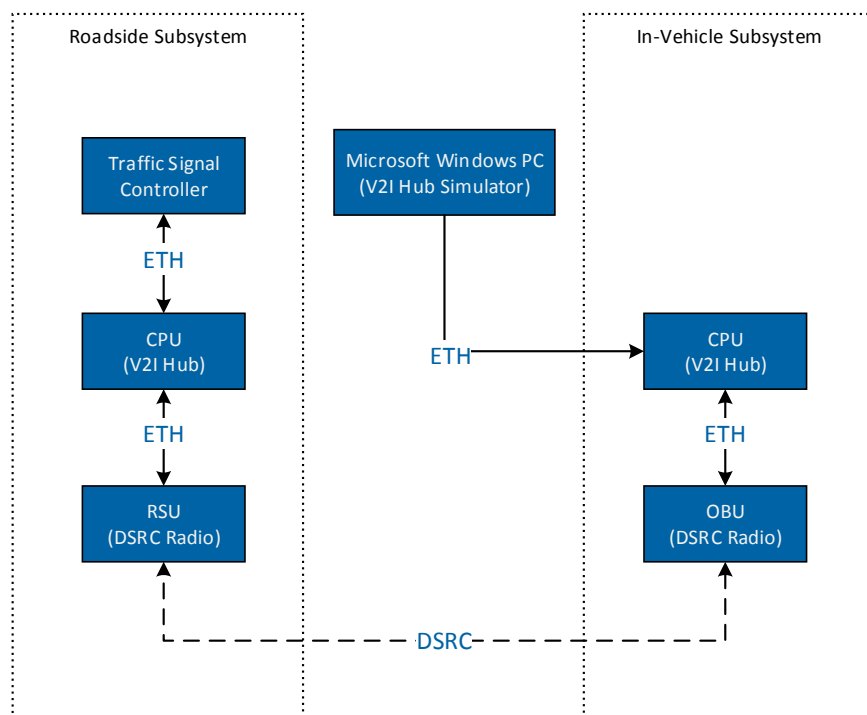 Roadside Subsystem
In-Vehicle Subsystem
Traffic Signal
Controller
Microsoft Windows PC
(V2I Hub Simulator)
ETH
CPU
(V2I Hub)
ETH
CPU
(V2I Hub)
ETH
ETH
RSU
(DSRC Radio)
OBU
(DSRC Radio)
DSRC